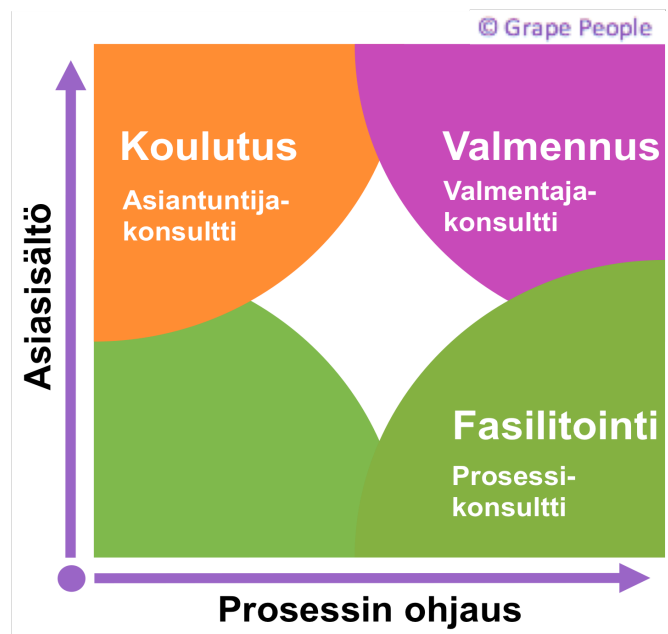 © Grape People
Koulutus
Asiantuntija-
konsultti
Valmennus
Valmentaja-
konsultti
Asiasisältö
Fasilitointi
Prosessi-
konsultti
Prosessin ohjaus